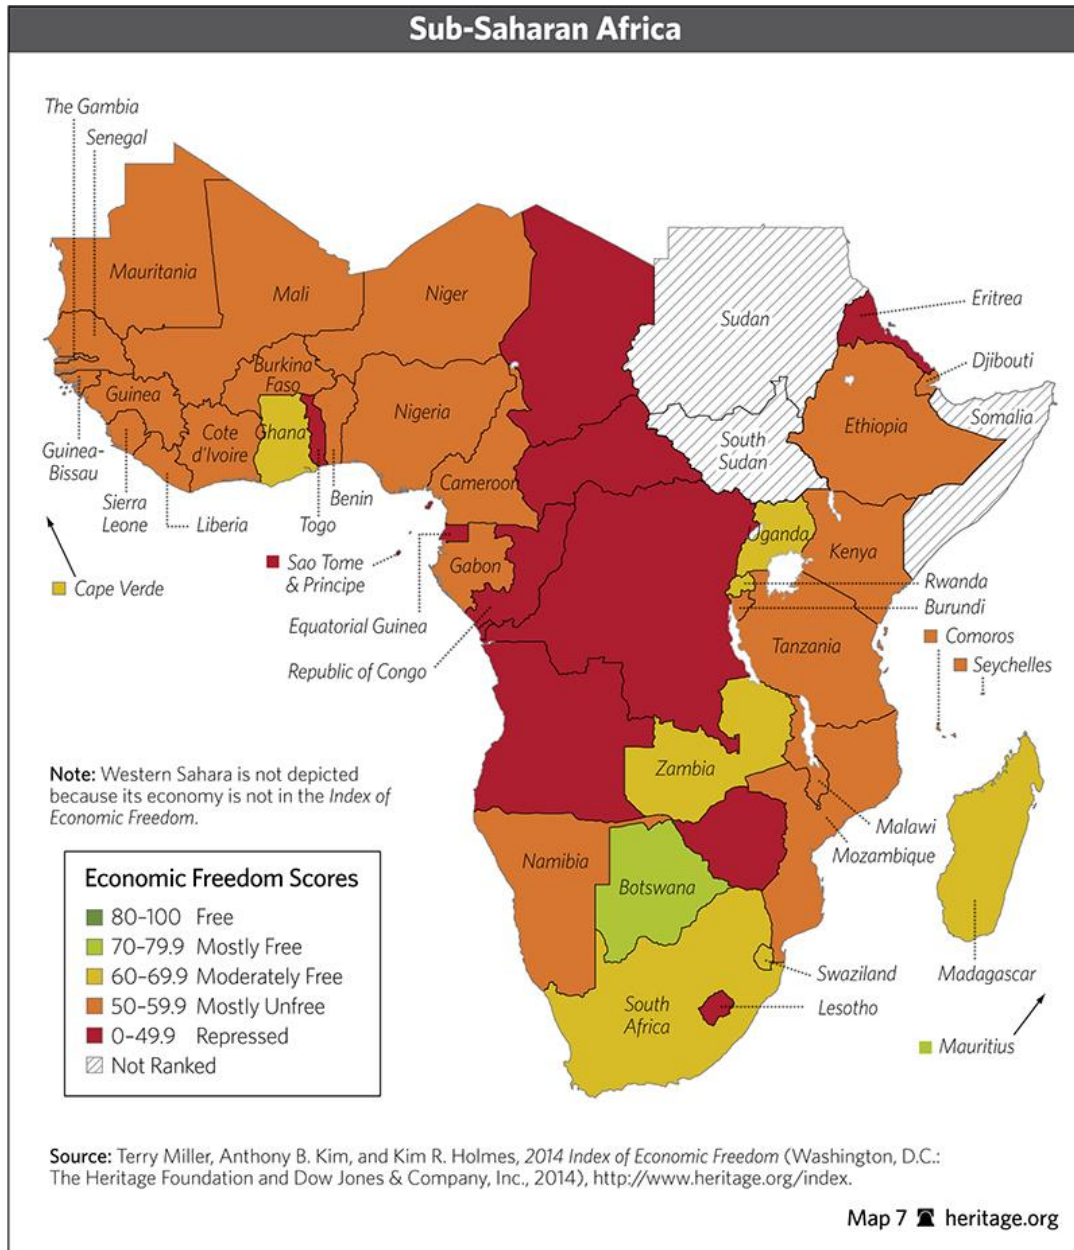 Sub-Saharan Africa
The Gambia
Senegal
Mauritania
Mali
Niger
Sudan
Eritrea
Djibouti
Somalia
Burkina
Faso
Guinea
Nigeria
Ethiopia
Cote
d'Ivoire
Ghana
South
Sudan
Guinea-
Bissau
Cameroon
Sierra
Leone
Liberia
Togo
Benin
Uganda
Kenya
Cape Verde
Sao Tome
& Principe
Gabon
Rwanda
Burundi
Equatorial Guinea
Comoros
Tanzania
Seychelles
Republic of Congo
Note: Western Sahara is not depicted
because its economy is not in the Index of
Economic Freedom.
Zambia
Malawi
Mozambique
Namibia
Botswana
Economic Freedom Scores
80–100 Free
70–79.9 Mostly Free
60–69.9 Moderately Free
50–59.9 Mostly Unfree
0–49.9 Repressed
Not Ranked
Swaziland
Madagascar
South
Africa
Lesotho
Mauritius
Source: Terry Miller, Anthony B. Kim, and Kim R. Holmes, 2014 Index of Economic Freedom (Washington, D.C.:
The Heritage Foundation and Dow Jones & Company, Inc., 2014), http://www.heritage.org/index.
Map 7 heritage.org